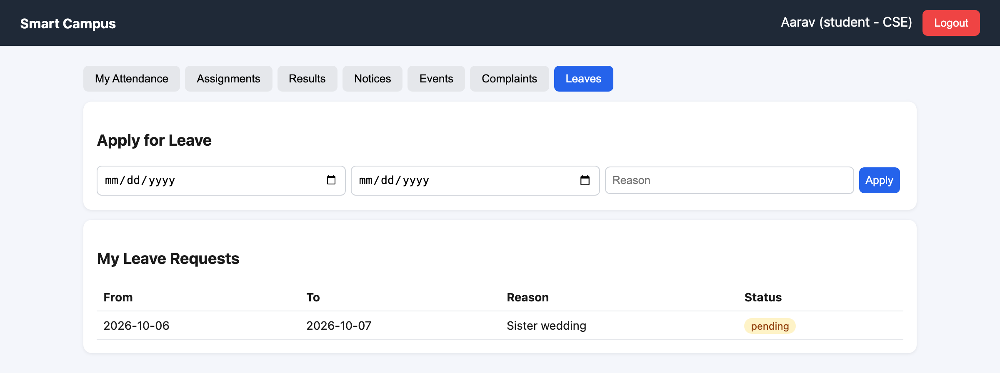 Smart Campus
Aarav (student - CSE) Logout
My Attendance Assignments Results Notices Events Complaints Leaves
Apply for Leave
mm/dd/yyyy mm/dd/yyyy Reason Apply
My Leave Requests
From To Reason Status
2026-10-06 2026-10-07 Sister wedding pending